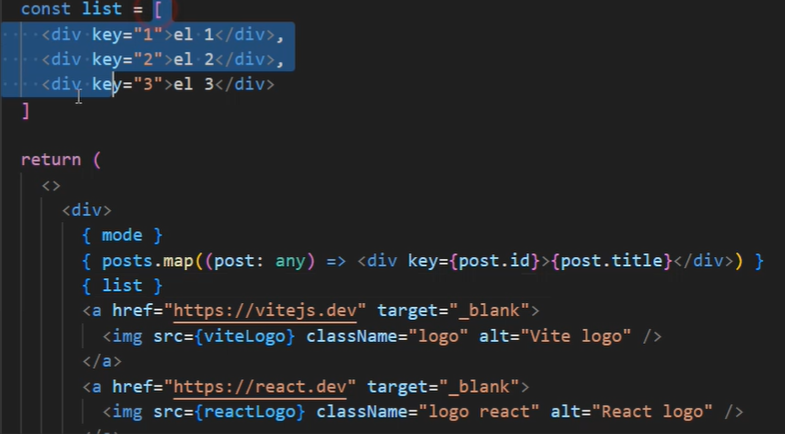 const list = [
<div key="1">el 1</div>,
<div key="2">el 2</div>,
<div key="3">el 3</div>
]
return (
<>
<div>
{ mode }
{ posts.map((post: any) => <div key={post.id}>{post.title}</div>) }
{ list }
<a href="https://vitejs.dev" target="_blank">
<img src={viteLogo} className="logo" alt="Vite logo" />
</a>
<a href="https://react.dev" target="_blank">
<img src={reactLogo} className="logo react" alt="React logo" />